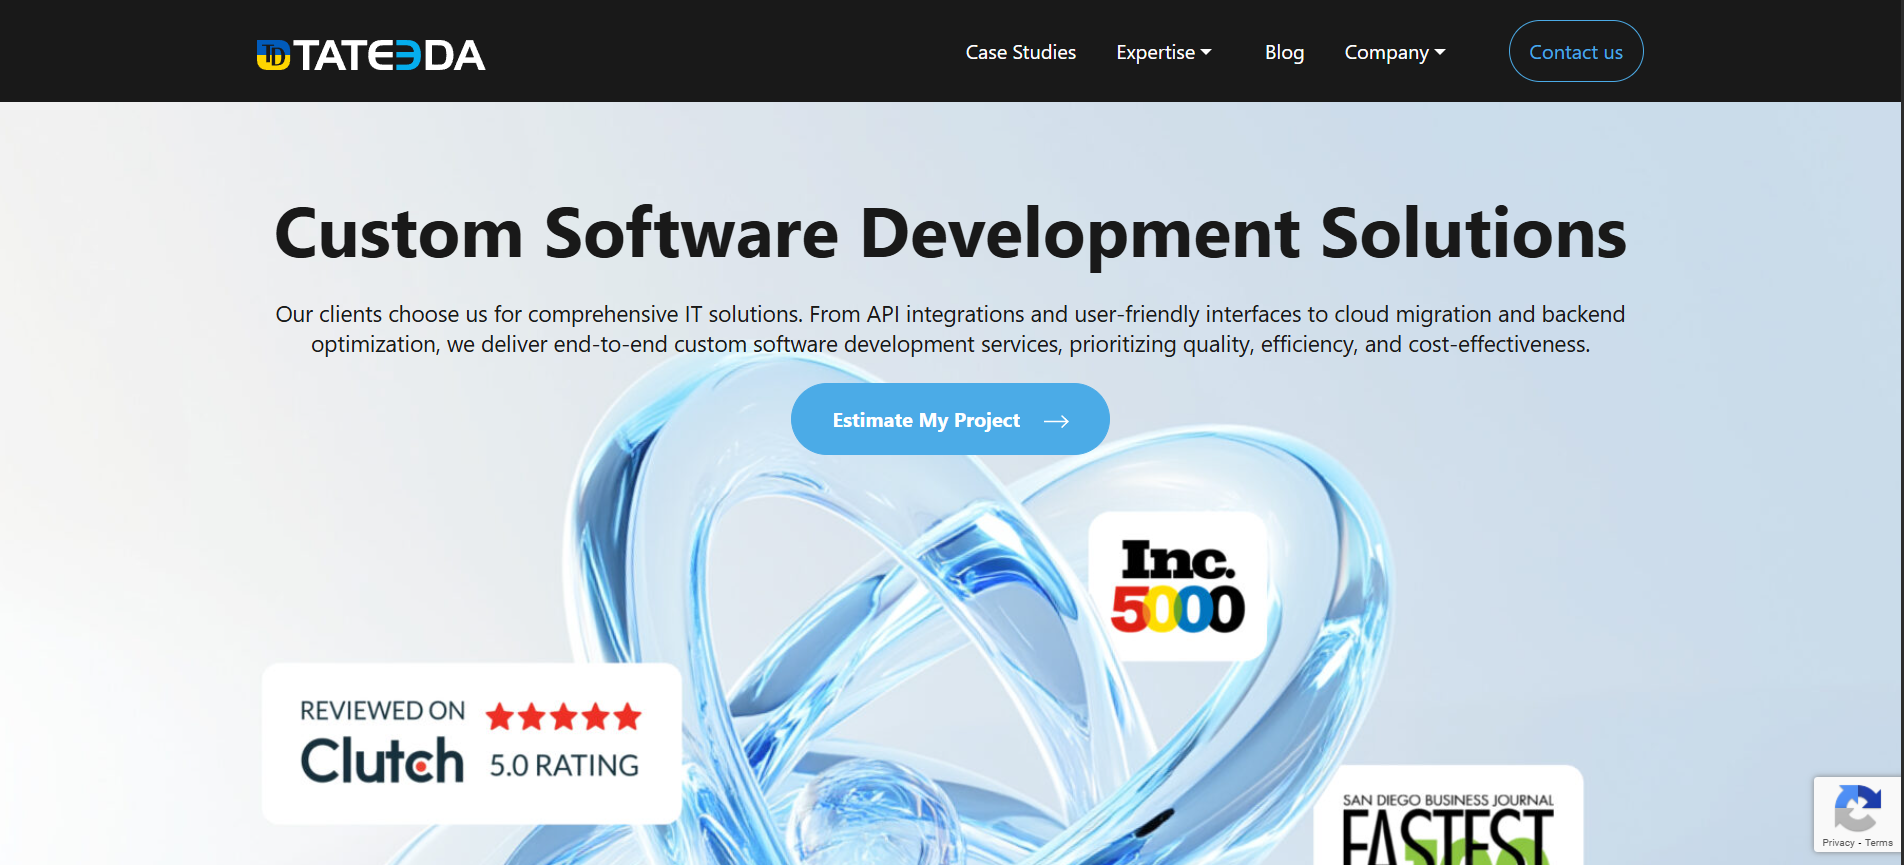 TD TATEEDA
Case Studies Expertise Blog Company Contact us
Custom Software Development Solutions
Our clients choose us for comprehensive IT solutions. From API integrations and user-friendly interfaces to cloud migration and backend
optimization, we deliver end-to-end custom software development services, prioritizing quality, efficiency, and cost-effectiveness.
Estimate My Project
Inc.
5000
REVIEWED ON
Clutch
5.0 RATING
SAN DIEGO BUSINESS JOURNAL
FASTEST
Privacy - Terms